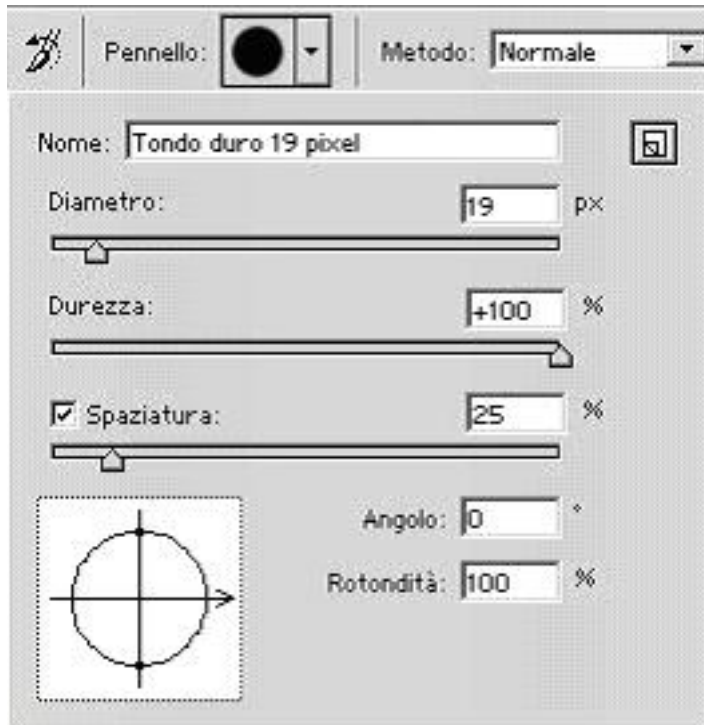 Pennello: Metodo: Normale
Nome: Tondo duro 19 pixel
Diametro: 19 px
Durezza: +100 %
Spaziatura: 25 %
Angolo: 0 °
Rotondità: 100 %